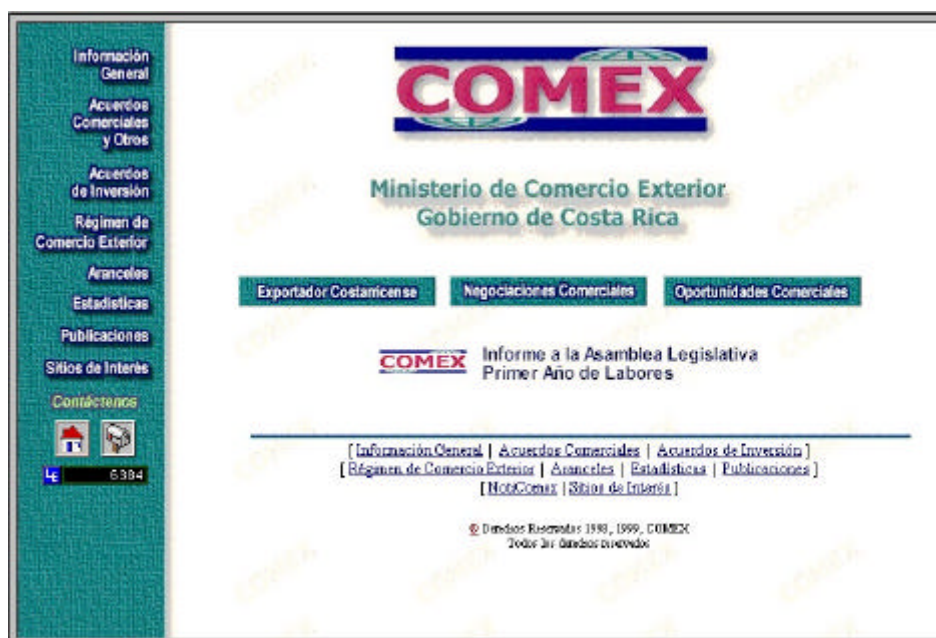 Información
General
Acuerdos
Comerciales
y Otros
Acuerdos
de Inversión
Régimen de
Comercio Exterior
Aranceles
Estadísticas
Publicaciones
Sitios de Interés
Contáctenos
LE 6384
COMEX
Ministerio de Comercio Exterior
Gobierno de Costa Rica
Exportador Costarricense
Negociaciones Comerciales
Oportunidades Comerciales
COMEX
Informe a la Asamblea Legislativa
Primer Año de Labores
[ Información General | Acuerdos Comerciales | Acuerdos de Inversión ]
[ Régimen de Comercio Exterior | Aranceles | Estadísticas | Publicaciones ]
[ NotiComex | Sitios de Interés ]
© Derechos Reservados 1998, 1999, COMEX
Todos los derechos reservados